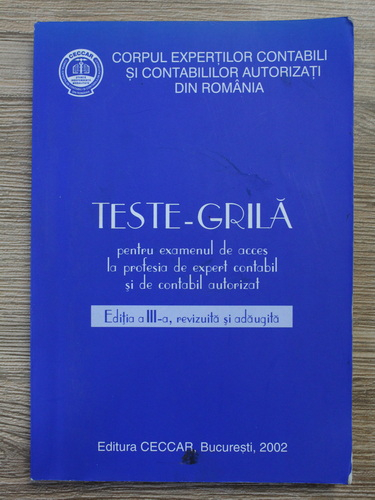 CECCAR
CORPUL EXPERȚILOR CONTABILI
ȘI CONTABILILOR AUTORIZAȚI
DIN ROMÂNIA
TESTE-GRILĂ
pentru examenul de acces
la profesia de expert contabil
și de contabil autorizat
Ediția a III-a, revizuită și adăugită
Editura CECCAR, București, 2002